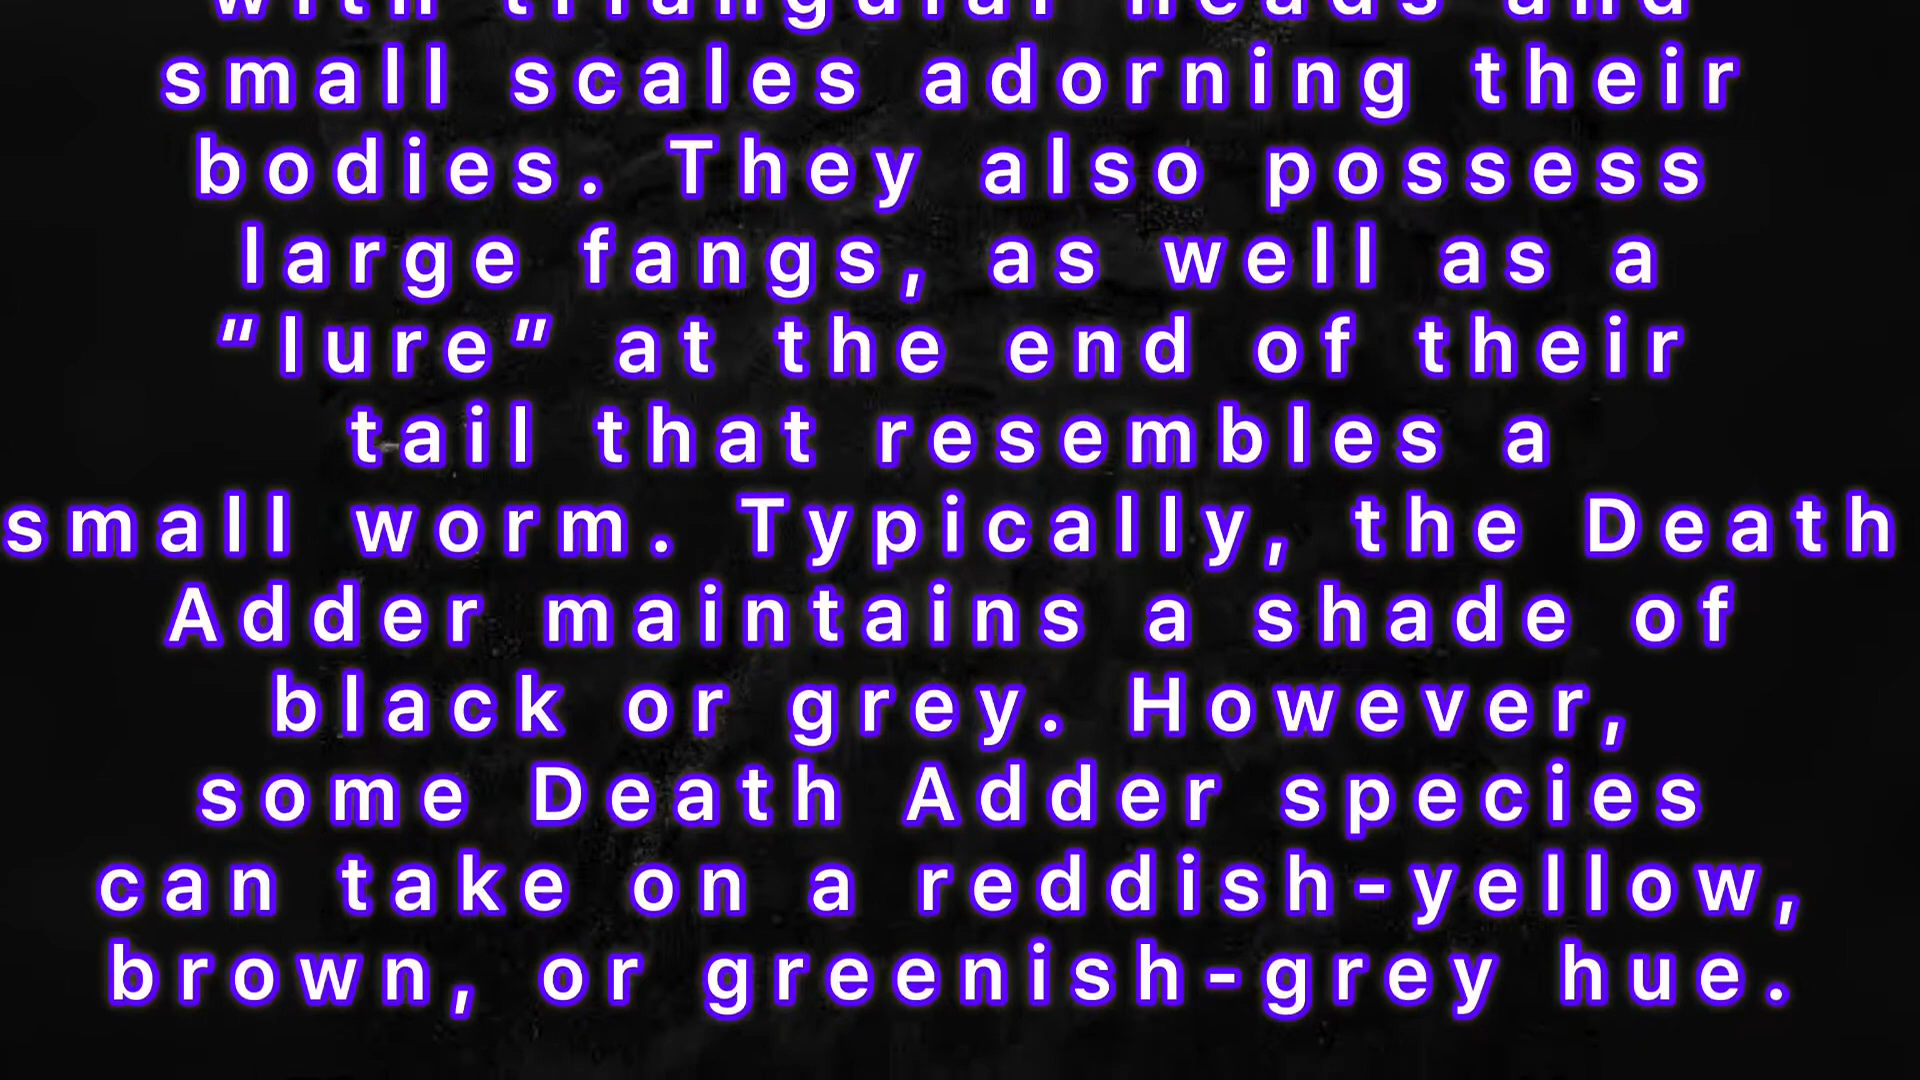 with triangular heads and
small scales adorning their
bodies. They also possess
large fangs, as well as a
“lure” at the end of their
tail that resembles a
small worm. Typically, the Death
Adder maintains a shade of
black or grey. However,
some Death Adder species
can take on a reddish-yellow,
brown, or greenish-grey hue.